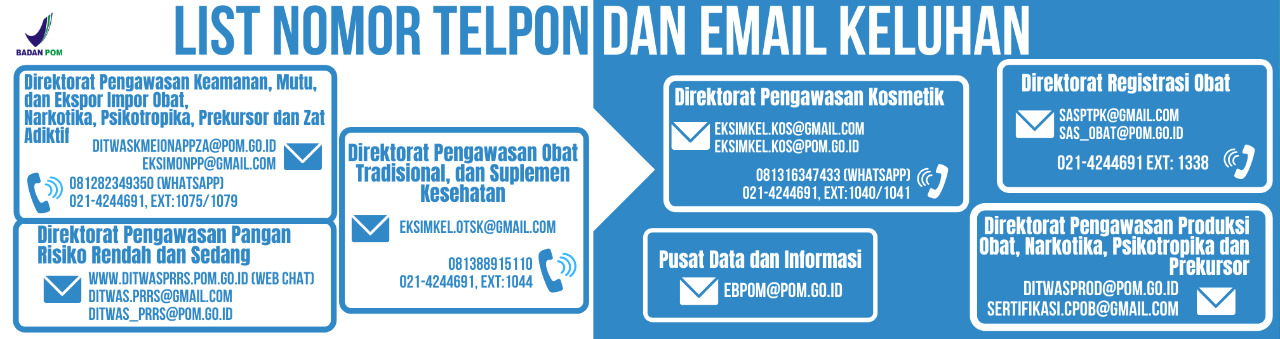 BADAN POM
LIST NOMOR TELPON DAN EMAIL KELUHAN
Direktorat Pengawasan Keamanan, Mutu,
dan Ekspor Impor Obat,
Narkotika, Psikotropika, Prekursor dan Zat
Adiktif
DITWASKMEIONAPPZA@POM.GO.ID
EKSIMONPP@GMAIL.COM
081282349350 (WHATSAPP)
021-4244691, EXT:1075/1079
Direktorat Pengawasan Pangan
Risiko Rendah dan Sedang
WWW.DITWASPRRS.POM.GO.ID (WEB CHAT)
DITWAS.PRRS@GMAIL.COM
DITWAS_PRRS@POM.GO.ID
Direktorat Pengawasan Obat
Tradisional, dan Suplemen
Kesehatan
EKSIMKEL.OTSK@GMAIL.COM
081388915110
021-4244691, EXT:1044
Direktorat Pengawasan Kosmetik
EKSIMKEL.KOS@GMAIL.COM
EKSIMKEL.KOS@POM.GO.ID
081316347433 (WHATSAPP)
021-4244691, EXT:1040/1041
Pusat Data dan Informasi
EBPOM@POM.GO.ID
Direktorat Registrasi Obat
SASPTPK@GMAIL.COM
SAS_OBAT@POM.GO.ID
021-4244691 EXT: 1338
Direktorat Pengawasan Produksi
Obat, Narkotika, Psikotropika dan
Prekursor
DITWASPROD@POM.GO.ID
SERTIFIKASI.CPOB@GMAIL.COM